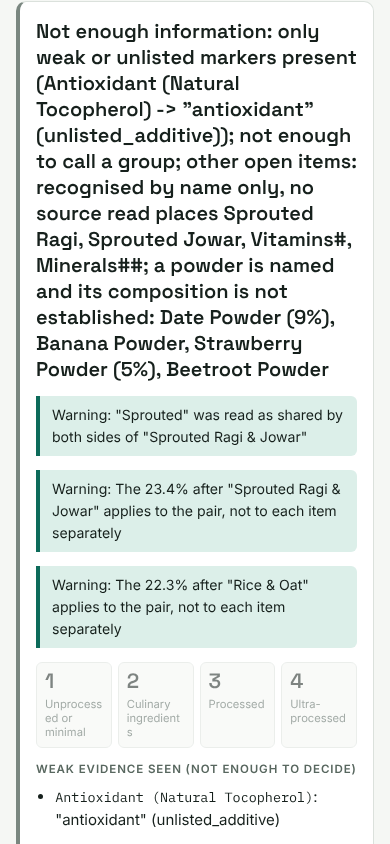 Not enough information: only
weak or unlisted markers present
(Antioxidant (Natural
Tocopherol) -> ”antioxidant”
(unlisted_additive)); not enough
to call a group; other open items:
recognised by name only, no
source read places Sprouted
Ragi, Sprouted Jowar, Vitamins#,
Minerals##; a powder is named
and its composition is not
established: Date Powder (9%),
Banana Powder, Strawberry
Powder (5%), Beetroot Powder
Warning: "Sprouted" was read as shared by
both sides of "Sprouted Ragi & Jowar"
Warning: The 23.4% after "Sprouted Ragi &
Jowar" applies to the pair, not to each item
separately
Warning: The 22.3% after "Rice & Oat"
applies to the pair, not to each item
separately
1
Unprocess
ed or
minimal
2
Culinary
ingredient
s
3
Processed
4
Ultra-
processed
WEAK EVIDENCE SEEN (NOT ENOUGH TO DECIDE)
• Antioxidant (Natural Tocopherol):
"antioxidant" (unlisted_additive)